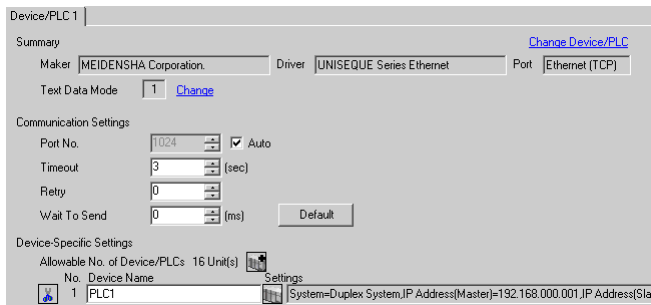 Device/PLC 1
Summary Change Device/PLC
Maker MEIDENSHA Corporation. Driver UNISEQUE Series Ethernet Port Ethernet (TCP)
Text Data Mode 1 Change
Communication Settings
Port No. 1024 Auto
Timeout 3 (sec)
Retry 0
Wait To Send 0 (ms) Default
Device-Specific Settings
Allowable No. of Device/PLCs 16 Unit(s)
No. Device Name Settings
1 PLC1 System=Duplex System,IP Address(Master)=192.168.000.001,IP Address(Sla